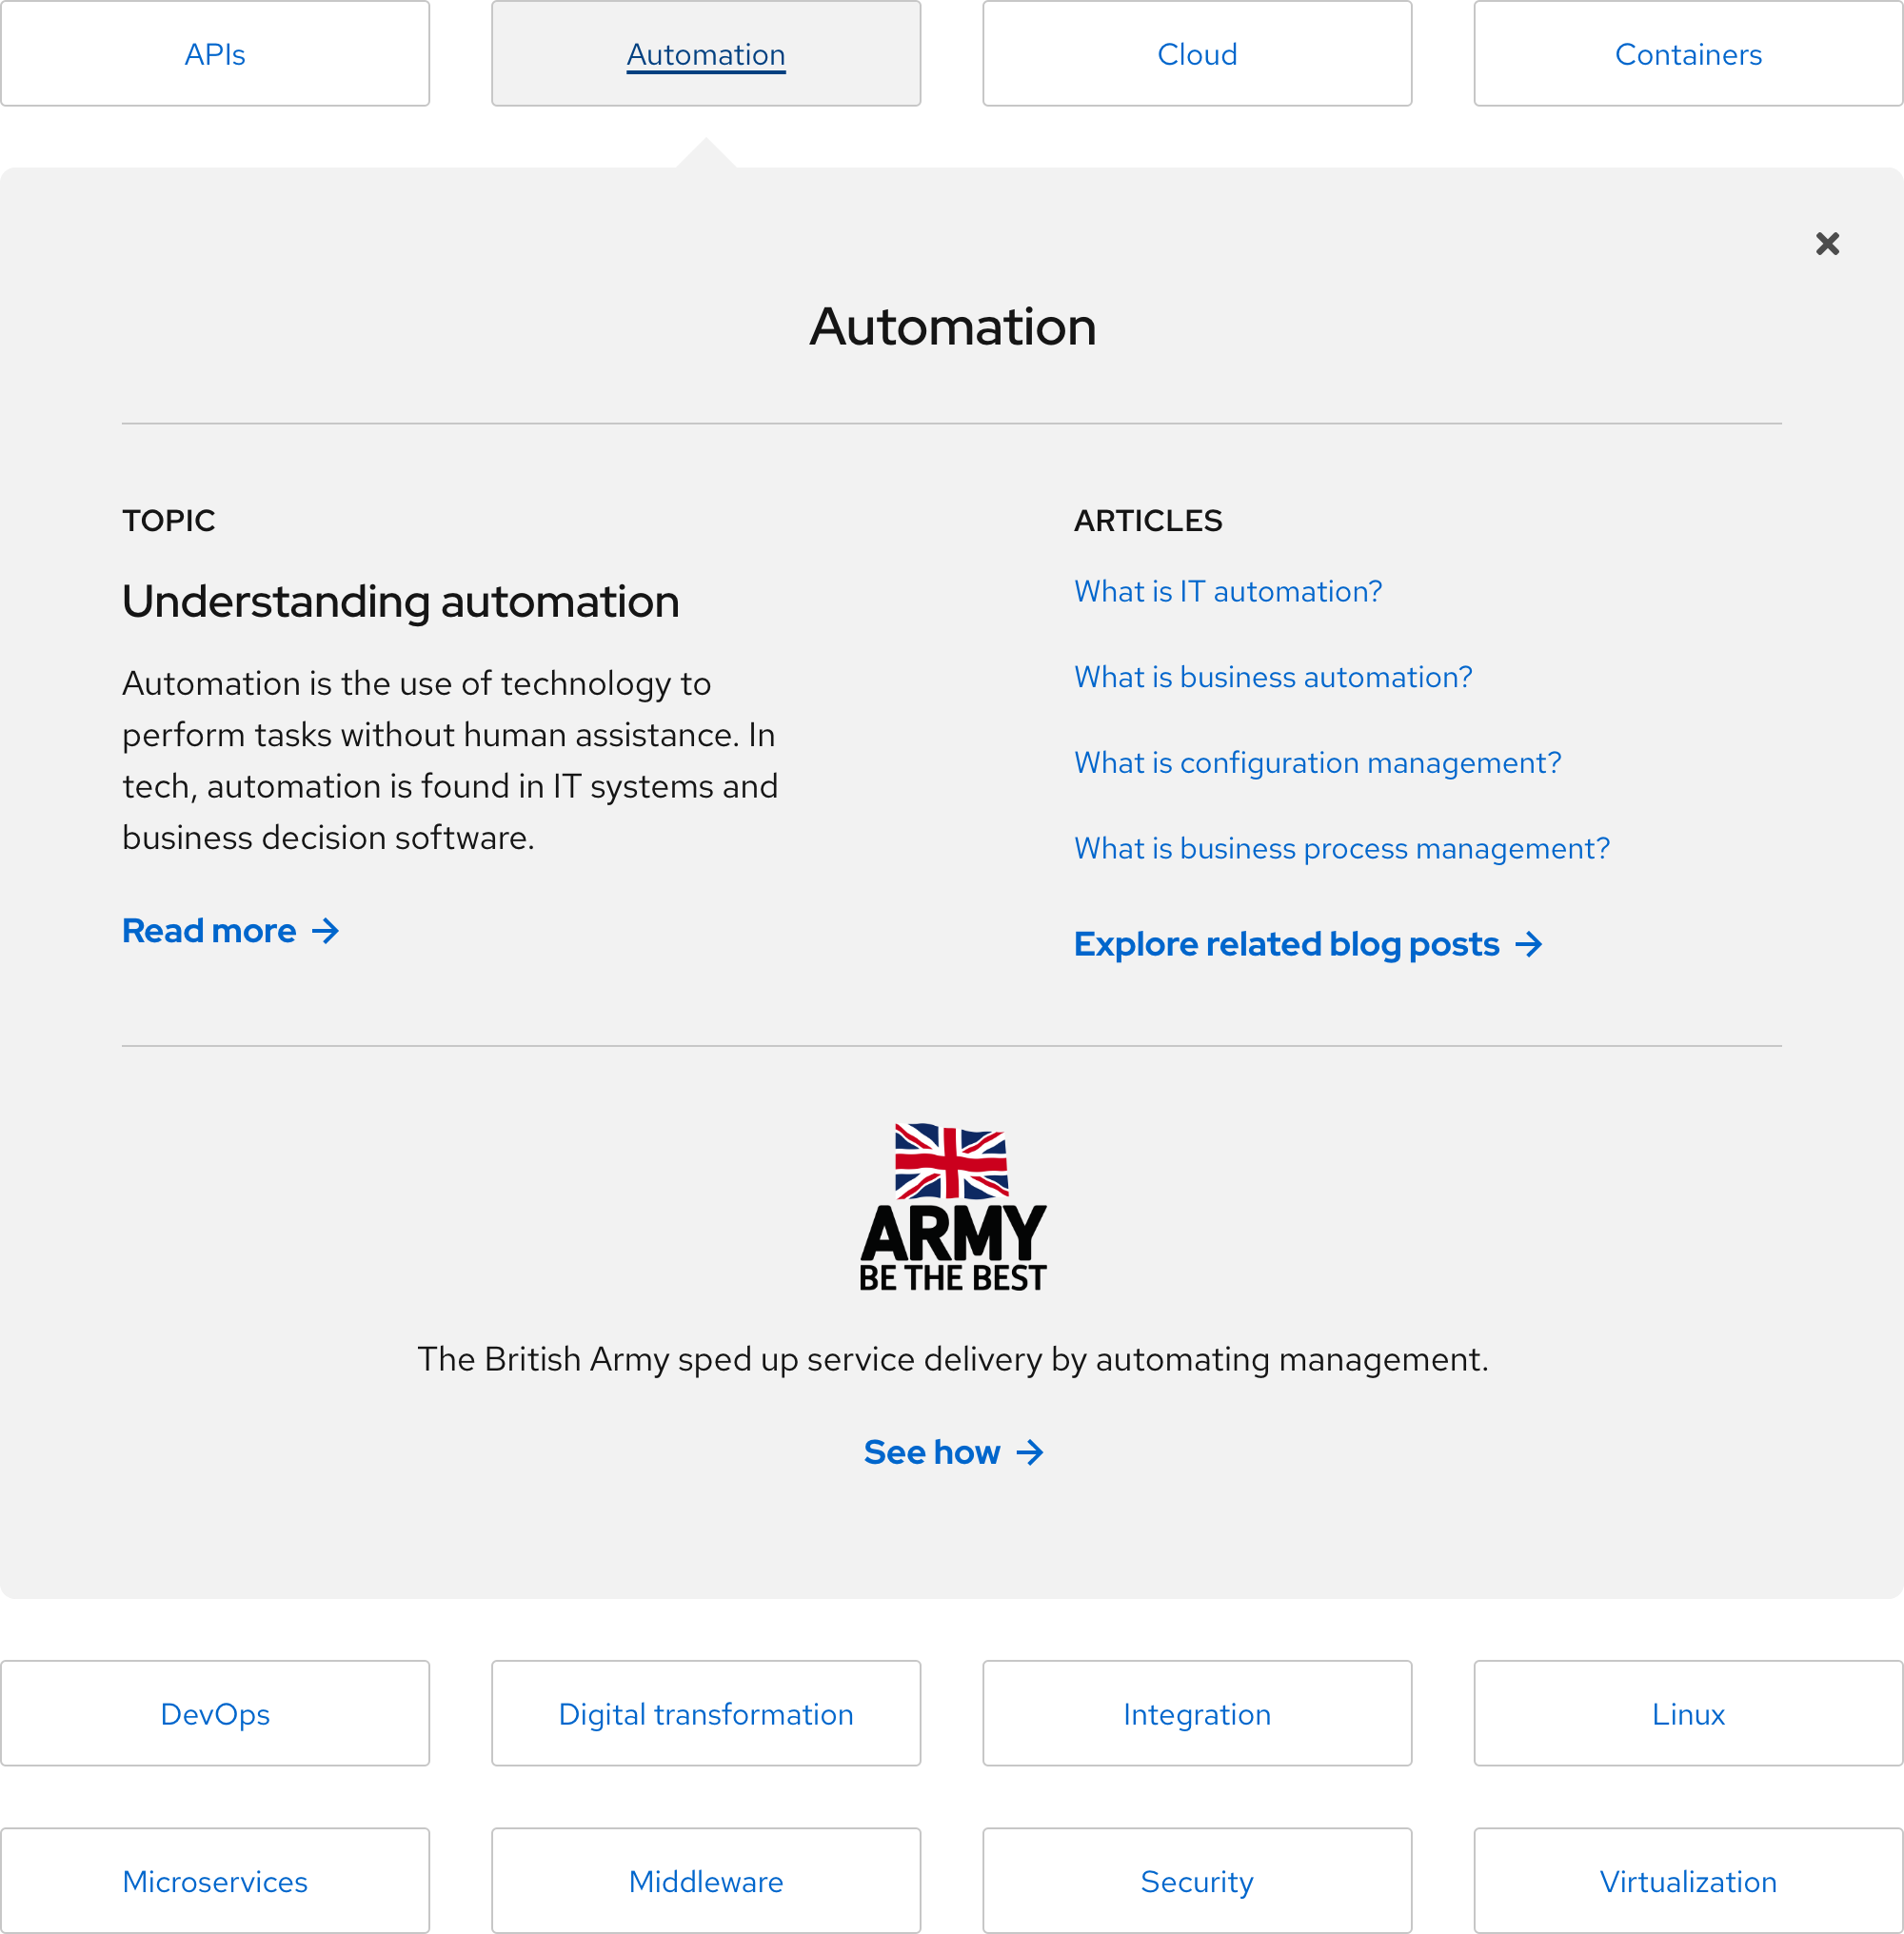 APIs
Automation
Cloud
Containers
Automation
TOPIC
Understanding automation
Automation is the use of technology to
perform tasks without human assistance. In
tech, automation is found in IT systems and
business decision software.
Read more
ARTICLES
What is IT automation?
What is business automation?
What is configuration management?
What is business process management?
Explore related blog posts
ARMY
BE THE BEST
The British Army sped up service delivery by automating management.
See how
DevOps
Digital transformation
Integration
Linux
Microservices
Middleware
Security
Virtualization